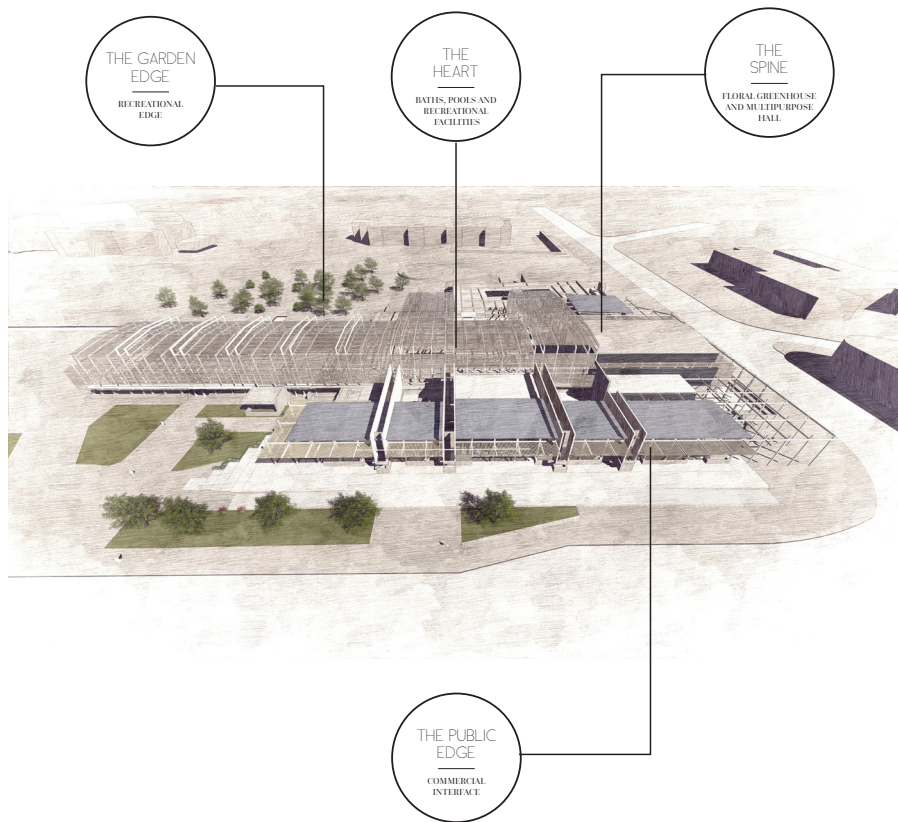 THE GARDEN
EDGE
RECREATIONAL
EDGE
THE
HEART
BATHS, POOLS AND
RECREATIONAL
FACILITIES
THE
SPINE
FLORAL GREENHOUSE
AND MULTIPURPOSE
HALL
THE PUBLIC
EDGE
COMMERCIAL
INTERFACE